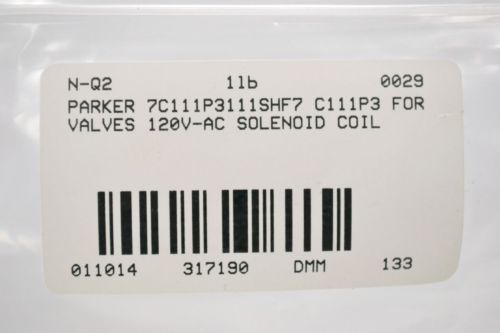 N-Q2 1lb 0029
PARKER 7C111P3111SHF7 C111P3 FOR
VALVES 120V-AC SOLENOID COIL
011014 317190 DMM 133